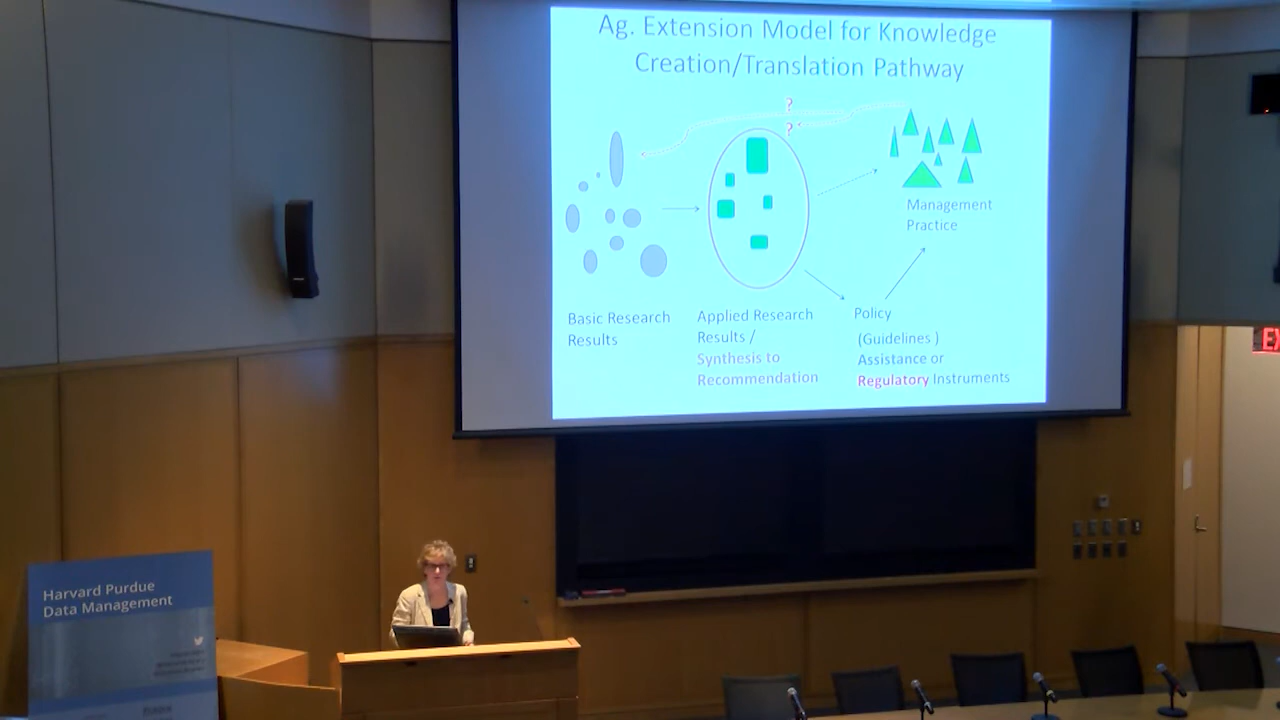 Ag. Extension Model for Knowledge
Creation/Translation Pathway
?
?
Management
Practice
Basic Research
Results
Applied Research
Results /
Synthesis to
Recommendation
Policy
(Guidelines )
Assistance or
Regulatory Instruments
EX
Harvard Purdue
Data Management